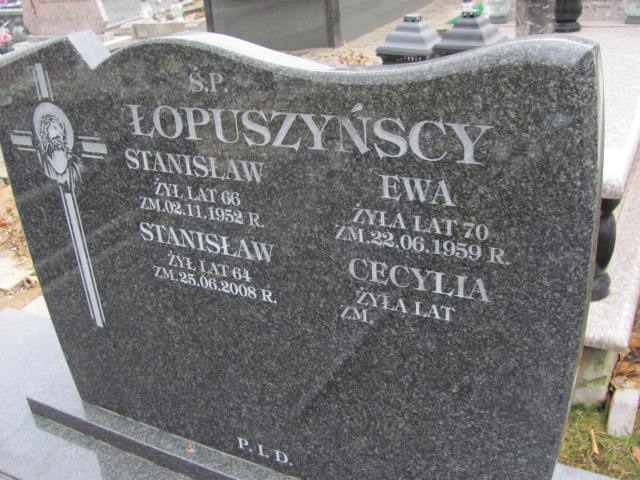 Ś.P.
ŁOPUSZYŃSCY
STANISŁAW
ŻYŁ LAT 66
ZM. 02.11.1952 R.
STANISŁAW
ŻYŁ LAT 64
ZM. 25.06.2008 R.
EWA
ŻYŁA LAT 70
ZM. 22.06.1959 R.
CECYLIA
ŻYŁA LAT
ZM.
P. I. D.